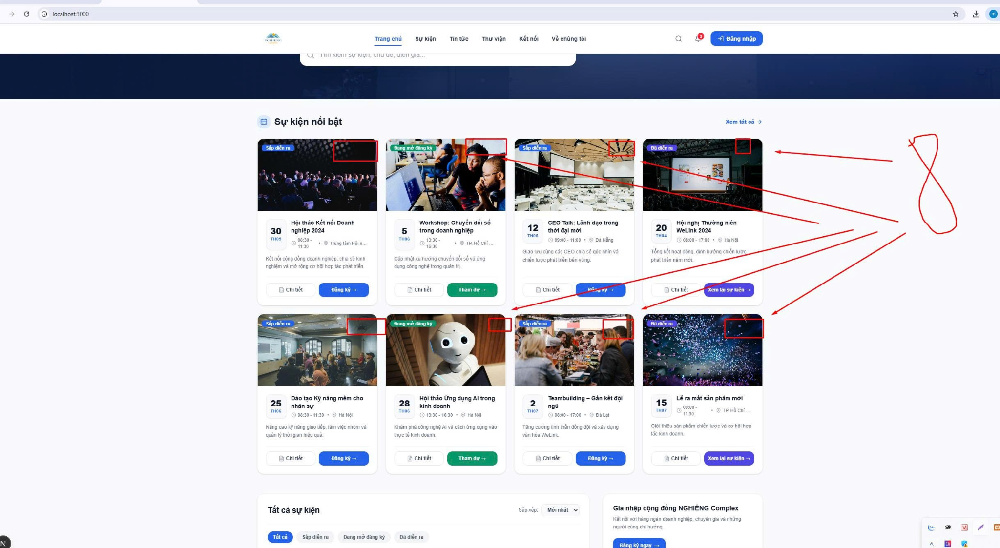 localhost:3000
NGHIÊNG
Trang chủ
Sự kiện
Tin tức
Thư viện
Kết nối
Về chúng tôi
3
Đăng nhập
m
Tìm kiếm sự kiện, chủ đề, diễn giả...
Sự kiện nổi bật
Xem tất cả →
8
Sắp diễn ra
Đang mở đăng ký
Sắp diễn ra
Đã diễn ra
30
TH05
Hội thảo Kết nối Doanh
nghiệp 2024
08:30 -
11:30
• Trung tâm Hội n...
Kết nối cộng đồng doanh nghiệp, chia sẻ kinh
nghiệm và mở rộng cơ hội hợp tác phát triển.
Chi tiết
Đăng ký →
5
TH06
Workshop: Chuyển đổi số
trong doanh nghiệp
13:30 -
16:30
• TP. Hồ Chí ...
Cập nhật xu hướng chuyển đổi số và ứng
dụng công nghệ trong quản trị.
Chi tiết
Tham dự →
12
TH06
CEO Talk: Lãnh đạo trong
thời đại mới
09:00 - 11:00 • Đà Nẵng
Giao lưu cùng các CEO chia sẻ góc nhìn và
chiến lược phát triển bền vững.
Chi tiết
Đăng ký →
20
TH04
Hội nghị Thường niên
WeLink 2024
08:00 - 17:00 • Hà Nội
Tổng kết hoạt động, định hướng chiến lược
phát triển năm mới.
Chi tiết
Xem lại sự kiện →
Sắp diễn ra
Đang mở đăng ký
Sắp diễn ra
Đã diễn ra
25
TH06
Đào tạo Kỹ năng mềm cho
nhân sự
08:30 - 11:30 • Hà Nội
Nâng cao kỹ năng giao tiếp, làm việc nhóm và
quản lý thời gian hiệu quả.
Chi tiết
Đăng ký →
28
TH06
Hội thảo Ứng dụng AI trong
kinh doanh
13:30 - 16:30 • Hà Nội
Khám phá công nghệ AI và cách ứng dụng vào
thực tế kinh doanh.
Chi tiết
Tham dự →
2
TH07
Teambuilding – Gắn kết đội
ngũ
08:00 - 17:00 • Đà Lạt
Tăng cường tinh thần đồng đội và xây dựng
văn hóa WeLink.
Chi tiết
Đăng ký →
15
TH07
Lễ ra mắt sản phẩm mới
09:00 -
11:30
• TP. Hồ Chí ...
Giới thiệu sản phẩm chiến lược và cơ hội hợp
tác kinh doanh.
Chi tiết
Xem lại sự kiện →
Tất cả sự kiện
Sắp xếp: Mới nhất
Tất cả
Sắp diễn ra
Đang mở đăng ký
Đã diễn ra
Gia nhập cộng đồng NGHIÊNG Complex
Kết nối với hàng ngàn doanh nghiệp, chuyên gia và những
người cùng chí hướng.
Đăng ký ngay →
N